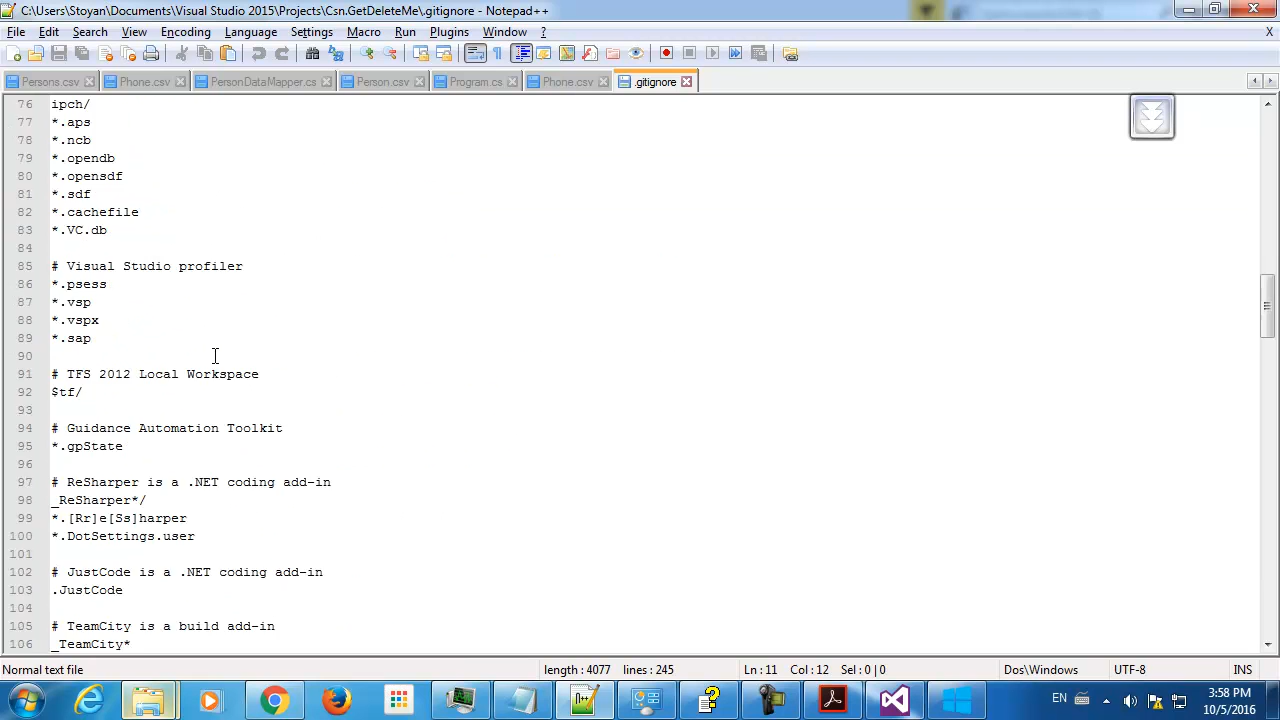 C:\Users\Stoyan\Documents\Visual Studio 2015\Projects\Csn.GetDeleteMe\.gitignore - Notepad++
File Edit Search View Encoding Language Settings Macro Run Plugins Window ? X
Persons.csv Phone.csv PersonDataMapper.cs Person.csv Program.cs Phone.csv .gitignore
76 ipch/
77 *.aps
78 *.ncb
79 *.opendb
80 *.opensdf
81 *.sdf
82 *.cachefile
83 *.VC.db
84
85 # Visual Studio profiler
86 *.psess
87 *.vsp
88 *.vspx
89 *.sap
90
91 # TFS 2012 Local Workspace
92 $tf/
93
94 # Guidance Automation Toolkit
95 *.gpState
96
97 # ReSharper is a .NET coding add-in
98 _ReSharper*/
99 *.[Rr]e[Ss]harper
100 *.DotSettings.user
101
102 # JustCode is a .NET coding add-in
103 .JustCode
104
105 # TeamCity is a build add-in
106 _TeamCity*
Normal text file length : 4077 lines : 245 Ln : 11 Col : 12 Sel : 0 | 0 Dos\Windows UTF-8 INS
EN 3:58 PM
10/5/2016